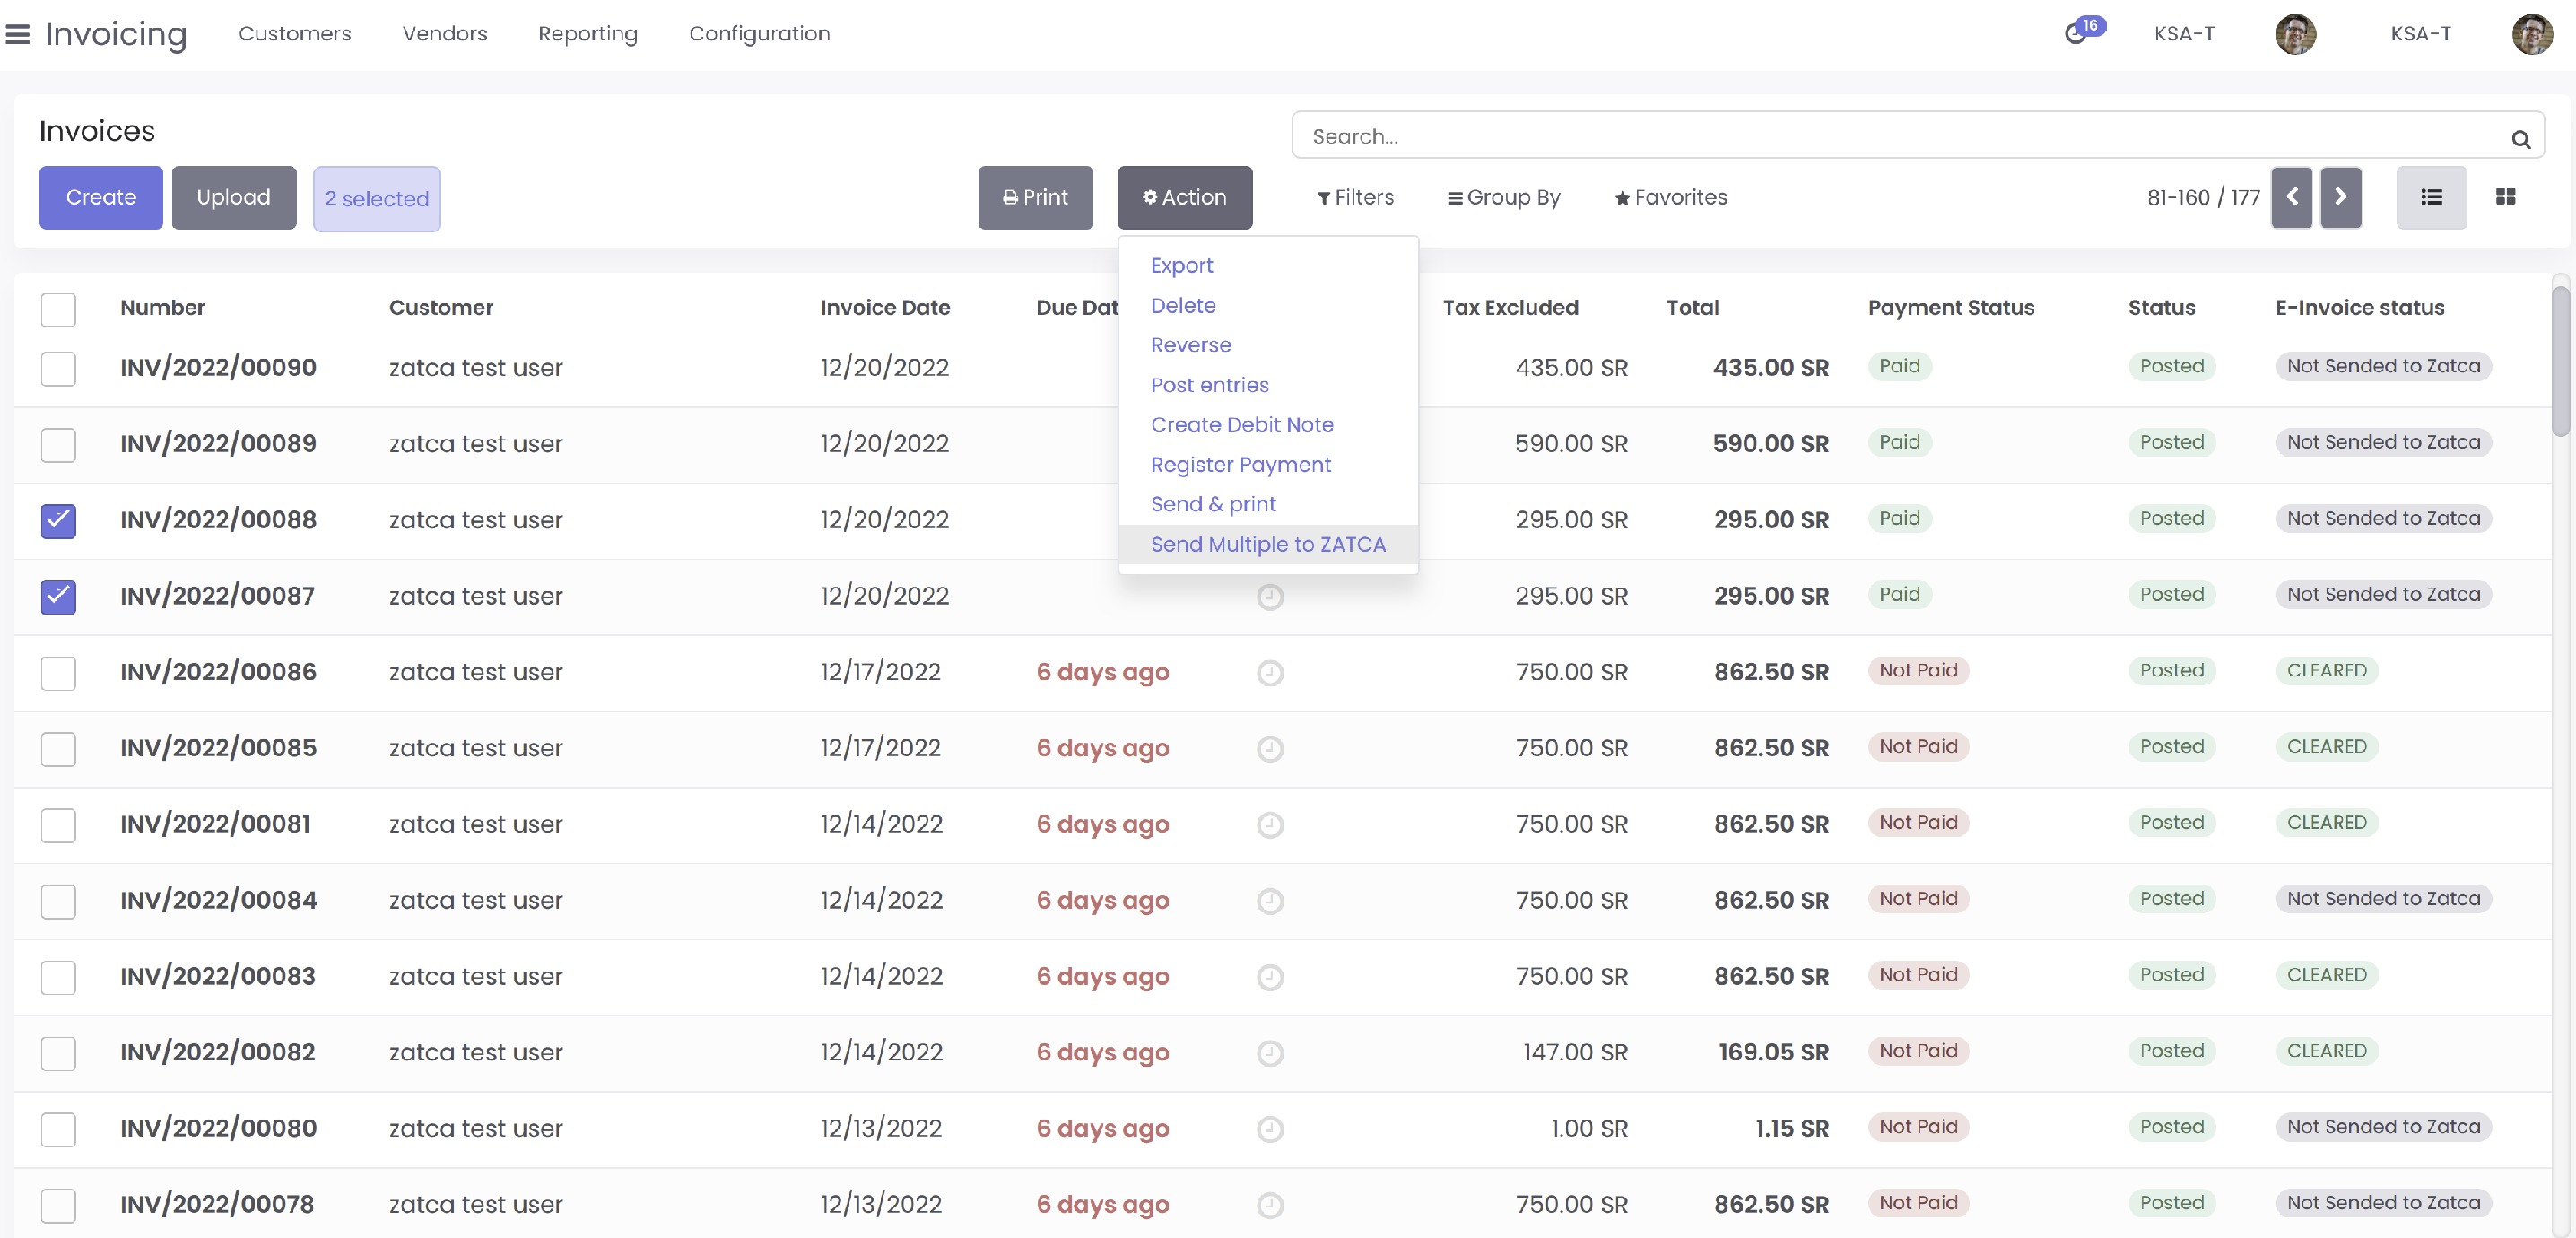 Invoicing Customers Vendors Reporting Configuration 16 KSA-T KSA-T
Invoices
Search...
Create Upload 2 selected Print Action Filters Group By Favorites 81-160 / 177
Export
Delete
Reverse
Post entries
Create Debit Note
Register Payment
Send & print
Send Multiple to ZATCA
Number Customer Invoice Date Due Dat Tax Excluded Total Payment Status Status E-Invoice status
INV/2022/00090 zatca test user 12/20/2022 435.00 SR 435.00 SR Paid Posted Not Sended to Zatca
INV/2022/00089 zatca test user 12/20/2022 590.00 SR 590.00 SR Paid Posted Not Sended to Zatca
INV/2022/00088 zatca test user 12/20/2022 295.00 SR 295.00 SR Paid Posted Not Sended to Zatca
INV/2022/00087 zatca test user 12/20/2022 295.00 SR 295.00 SR Paid Posted Not Sended to Zatca
INV/2022/00086 zatca test user 12/17/2022 6 days ago 750.00 SR 862.50 SR Not Paid Posted CLEARED
INV/2022/00085 zatca test user 12/17/2022 6 days ago 750.00 SR 862.50 SR Not Paid Posted CLEARED
INV/2022/00081 zatca test user 12/14/2022 6 days ago 750.00 SR 862.50 SR Not Paid Posted CLEARED
INV/2022/00084 zatca test user 12/14/2022 6 days ago 750.00 SR 862.50 SR Not Paid Posted Not Sended to Zatca
INV/2022/00083 zatca test user 12/14/2022 6 days ago 750.00 SR 862.50 SR Not Paid Posted CLEARED
INV/2022/00082 zatca test user 12/14/2022 6 days ago 147.00 SR 169.05 SR Not Paid Posted CLEARED
INV/2022/00080 zatca test user 12/13/2022 6 days ago 1.00 SR 1.15 SR Not Paid Posted Not Sended to Zatca
INV/2022/00078 zatca test user 12/13/2022 6 days ago 750.00 SR 862.50 SR Not Paid Posted Not Sended to Zatca